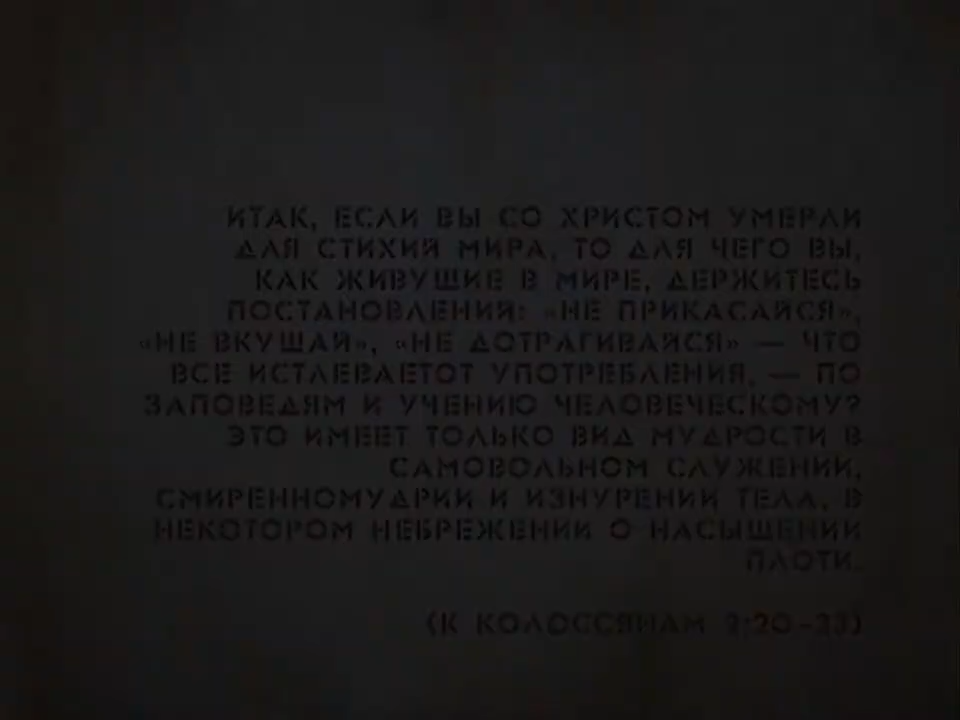 ИТАК, ЕСЛИ ВЫ СО ХРИСТОМ УМЕРЛИ
ДЛЯ СТИХИЙ МИРА, ТО ДЛЯ ЧЕГО ВЫ,
КАК ЖИВУЩИЕ В МИРЕ, ДЕРЖИТЕСЬ
ПОСТАНОВЛЕНИЙ: «НЕ ПРИКАСАЙСЯ»,
«НЕ ВКУШАЙ», «НЕ ДОТРАГИВАЙСЯ» — ЧТО
ВСЕ ИСТЛЕВАЕТОТ УПОТРЕБЛЕНИЯ, — ПО
ЗАПОВЕДЯМ И УЧЕНИЮ ЧЕЛОВЕЧЕСКОМУ?
ЭТО ИМЕЕТ ТОЛЬКО ВИД МУДРОСТИ В
САМОВОЛЬНОМ СЛУЖЕНИИ,
СМИРЕННОМУДРИИ И ИЗНУРЕНИИ ТЕЛА, В
НЕКОТОРОМ НЕБРЕЖЕНИИ О НАСЫЩЕНИИ
ПЛОТИ.
(К КОЛОССЯНАМ 2:20-23)